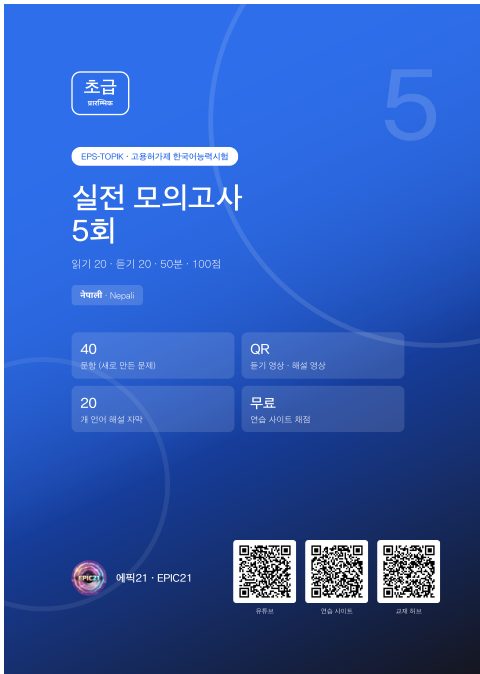 초급
प्रारम्भिक
5
EPS-TOPIK · 고용허가제 한국어능력시험
실전 모의고사
5회
읽기 20 · 듣기 20 · 50분 · 100점
नेपाली · Nepali
40
문항 (새로 만든 문제)
QR
듣기 영상 · 해설 영상
20
개 언어 해설 자막
무료
연습 사이트 채점
EPIC21
에픽21 · EPIC21
유튜브
연습 사이트
교재 허브